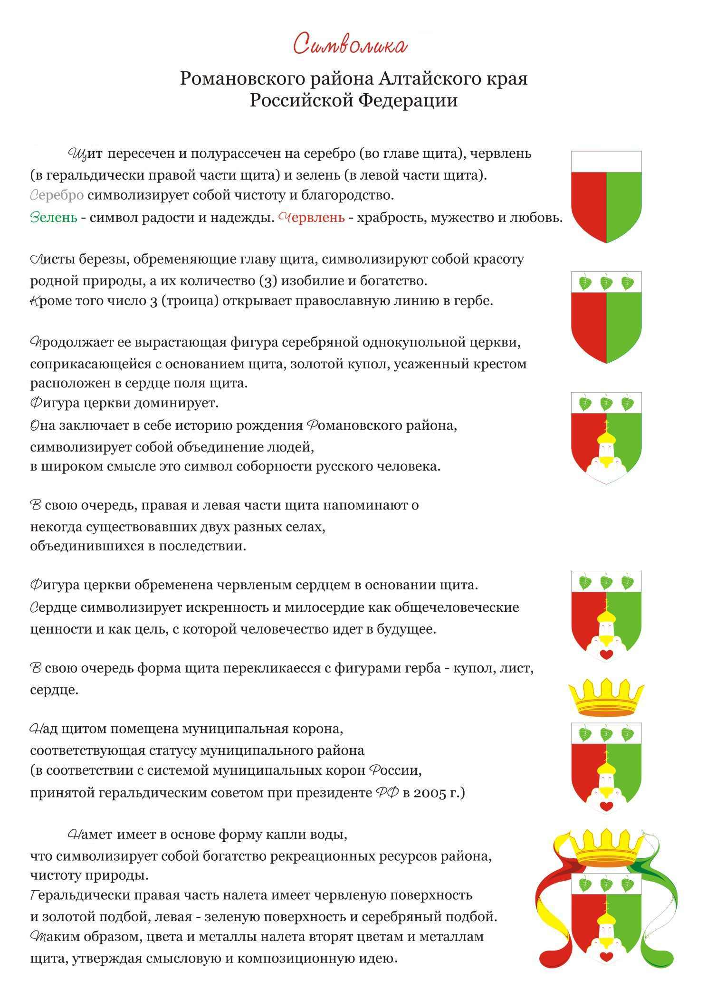 Символика
Романовского района Алтайского края
Российской Федерации
Щит пересечен и полурассечен на серебро (во главе щита), червлень
(в геральдически правой части щита) и зелень (в левой части щита).
Серебро символизирует собой чистоту и благородство.
Зелень - символ радости и надежды. Червлень - храбрость, мужество и любовь.
Листы березы, обременяющие главу щита, символизируют собой красоту
родной природы, а их количество (3) изобилие и богатство.
Кроме того число 3 (троица) открывает православную линию в гербе.
Продолжает ее вырастающая фигура серебряной однокупольной церкви,
соприкасающейся с основанием щита, золотой купол, усаженный крестом
расположен в сердце поля щита.
Фигура церкви доминирует.
Она заключает в себе историю рождения Романовского района,
символизирует собой объединение людей,
в широком смысле это символ соборности русского человека.
В свою очередь, правая и левая части щита напоминают о
некогда существовавших двух разных селах,
объединившихся в последствии.
Фигура церкви обременена червленым сердцем в основании щита.
Сердце символизирует искренность и милосердие как общечеловеческие
ценности и как цель, с которой человечество идет в будущее.
В свою очередь форма щита перекликаесся с фигурами герба - купол, лист,
сердце.
Над щитом помещена муниципальная корона,
соответствующая статусу муниципального района
(в соответствии с системой муниципальных корон России,
принятой геральдическим советом при президенте РФ в 2005 г.)
Намет имеет в основе форму капли воды,
что символизирует собой богатство рекреационных ресурсов района,
чистоту природы.
Геральдически правая часть налета имеет червленую поверхность
и золотой подбой, левая - зеленую поверхность и серебряный подбой.
Таким образом, цвета и металлы налета вторят цветам и металлам
щита, утверждая смысловую и композиционную идею.